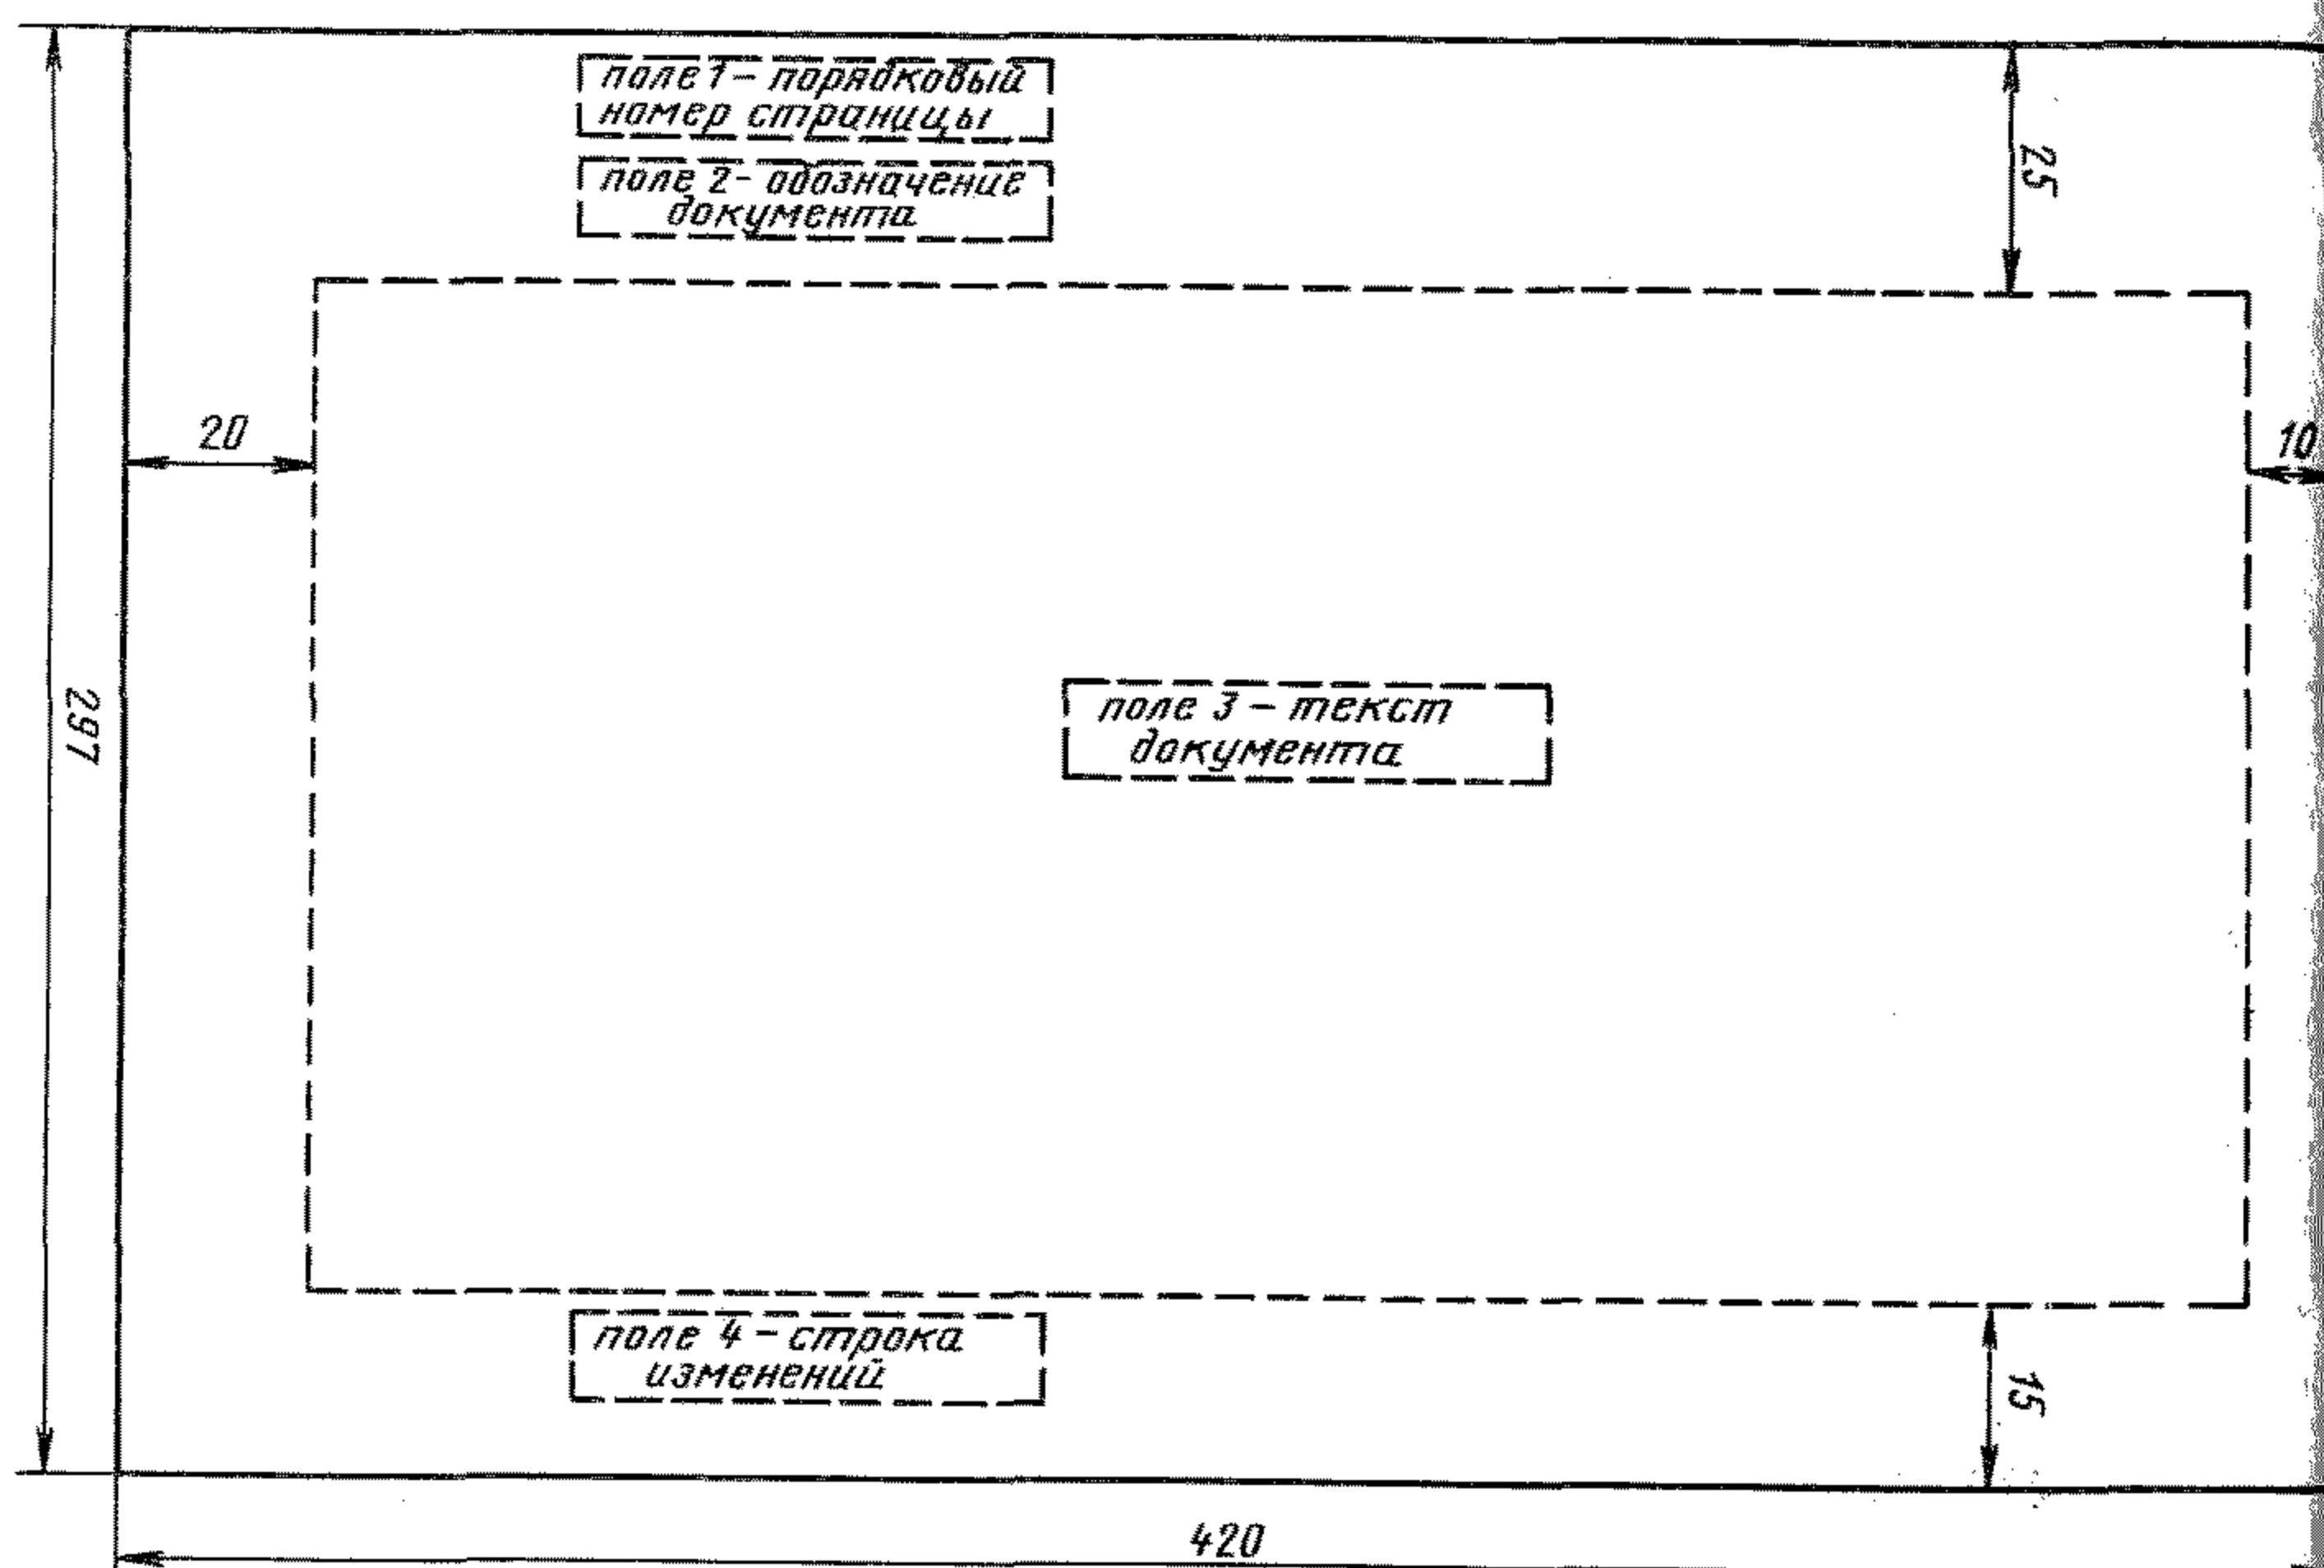 поле 1 – порядковый
номер страницы
25
поле 2 – обозначение
документа
20
10
297
поле 3 – текст
документа
поле 4 – строка
изменений
15
420